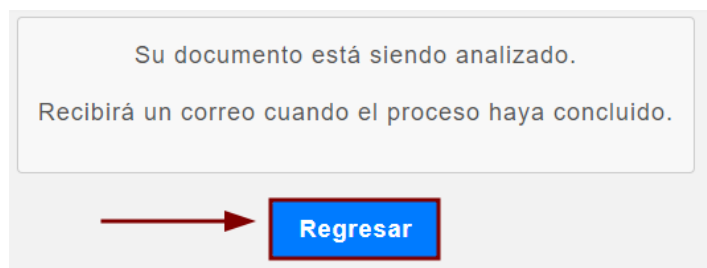 Su documento está siendo analizado.
Recibirá un correo cuando el proceso haya concluido.
Regresar